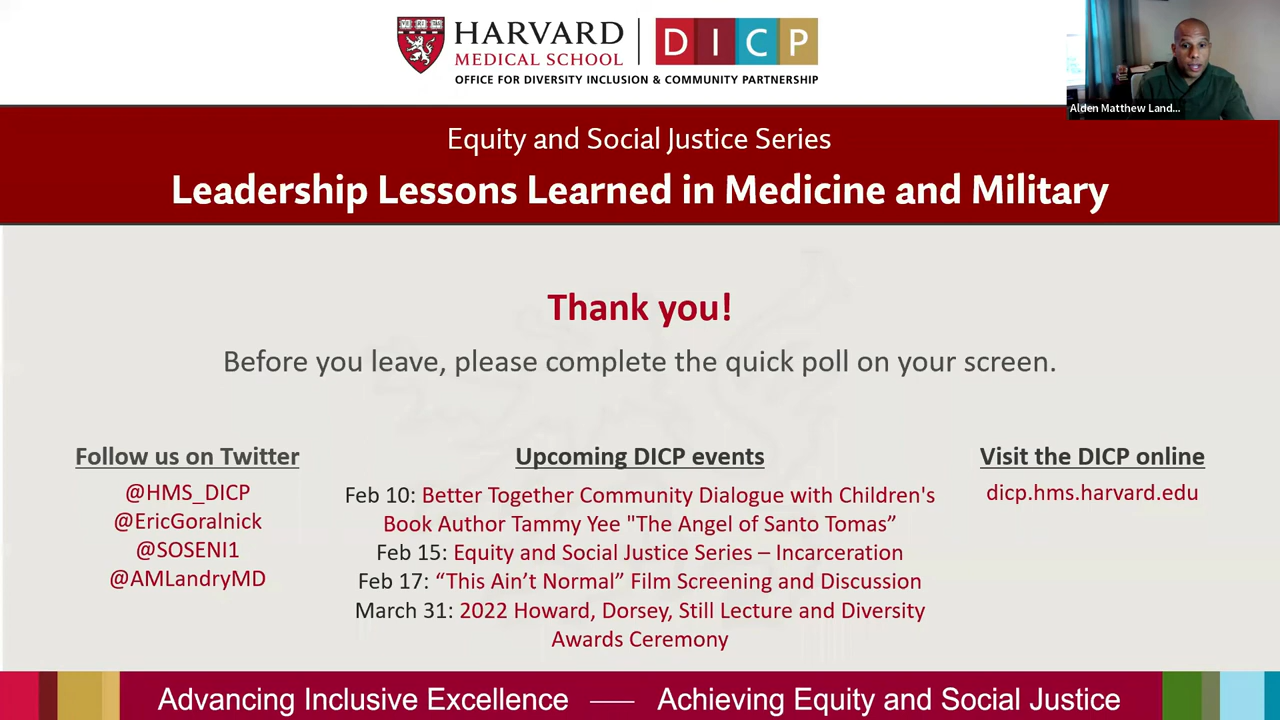 HARVARD
MEDICAL SCHOOL
DICP
OFFICE FOR DIVERSITY INCLUSION & COMMUNITY PARTNERSHIP
Alden Matthew Land...
Equity and Social Justice Series
Leadership Lessons Learned in Medicine and Military
Thank you!
Before you leave, please complete the quick poll on your screen.
Follow us on Twitter
@HMS_DICP
@EricGoralnick
@SOSENI1
@AMLandryMD
Upcoming DICP events
Feb 10: Better Together Community Dialogue with Children's
Book Author Tammy Yee "The Angel of Santo Tomas”
Feb 15: Equity and Social Justice Series – Incarceration
Feb 17: “This Ain’t Normal” Film Screening and Discussion
March 31: 2022 Howard, Dorsey, Still Lecture and Diversity
Awards Ceremony
Visit the DICP online
dicp.hms.harvard.edu
Advancing Inclusive Excellence —— Achieving Equity and Social Justice